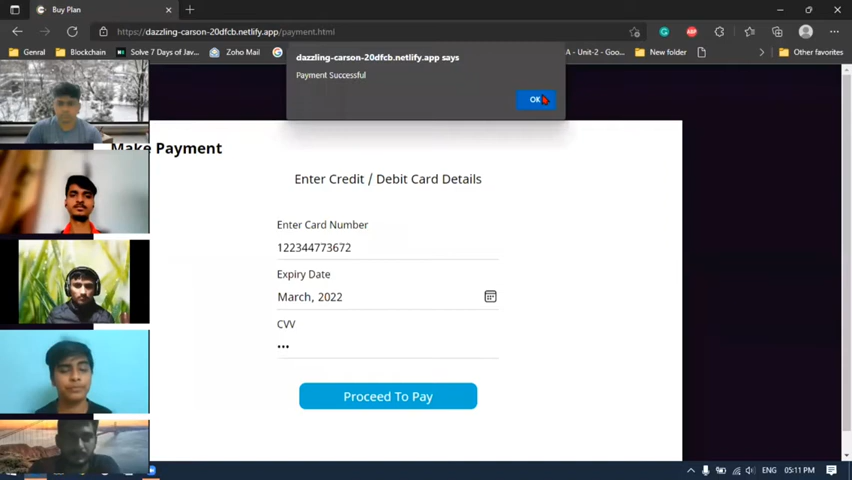 Buy Plan
https://dazzling-carson-20dfcb.netlify.app/payment.html
Genral
Udemy
Solve 7 Days of Jav...
Zoho Mail
A - Unit-2 - Goo...
New folder
Other favorites
dazzling-carson-20dfcb.netlify.app says
Payment Successful
OK
Make Payment
Enter Credit / Debit Card Details
Enter Card Number
122344773672
Expiry Date
March, 2022
CVV
•••
Proceed To Pay
ENG
05:11 PM